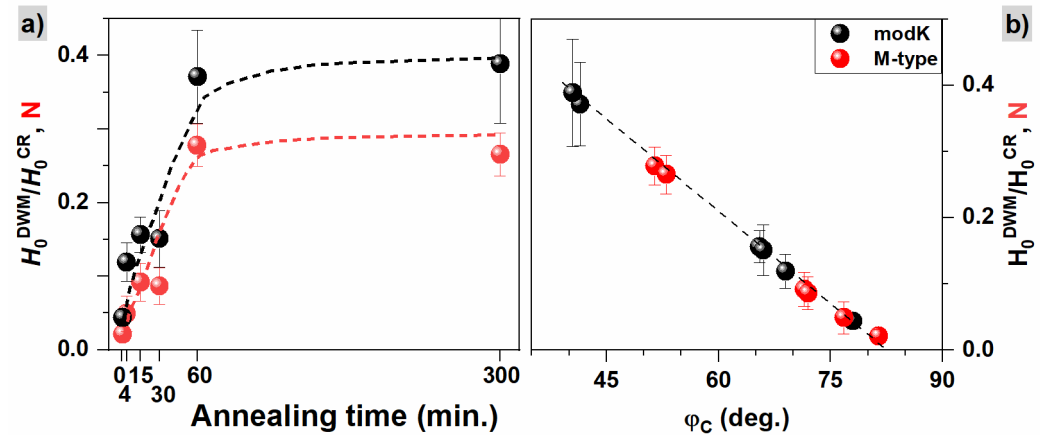 a)
H₀ᴰᵂᴹ/H₀ᶜᴿ, N
0.4
0.2
0.0
0 15 60 300
4 30
Annealing time (min.)
modK
M-type
b)
H₀ᴰᵂᴹ/H₀ᶜᴿ, N
0.4
0.2
0.0
45 60 75 90
φC (deg.)